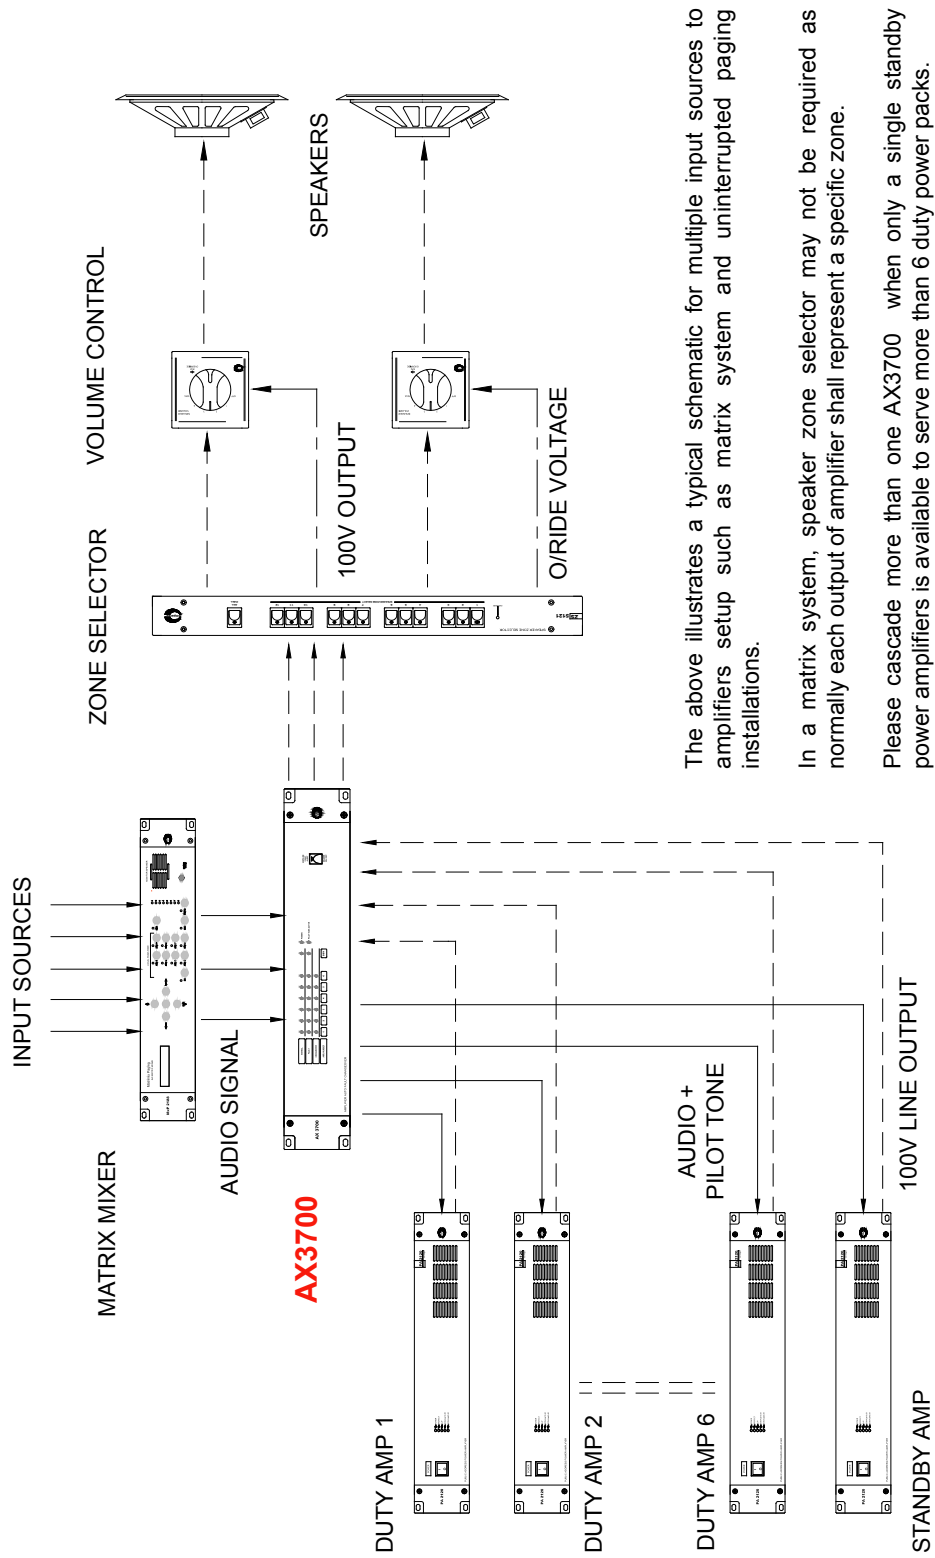 INPUT SOURCES
MATRIX MIXER
ZONE SELECTOR
VOLUME CONTROL
AUDIO SIGNAL
AX3700
AX 3700
100V OUTPUT
SPEAKERS
DUTY AMP 1
DUTY AMP 2
O/RIDE VOLTAGE
SPEAKER ZONE SELECTOR
AUDIO +
PILOT TONE
DUTY AMP 6
100V LINE OUTPUT
STANDBY AMP
The above illustrates a typical schematic for multiple input sources to
amplifiers setup such as matrix system and uninterrupted paging
installations.
In a matrix system, speaker zone selector may not be required as
normally each output of amplifier shall represent a specific zone.
Please cascade more than one AX3700 when only a single standby
power amplifiers is available to serve more than 6 duty power packs.